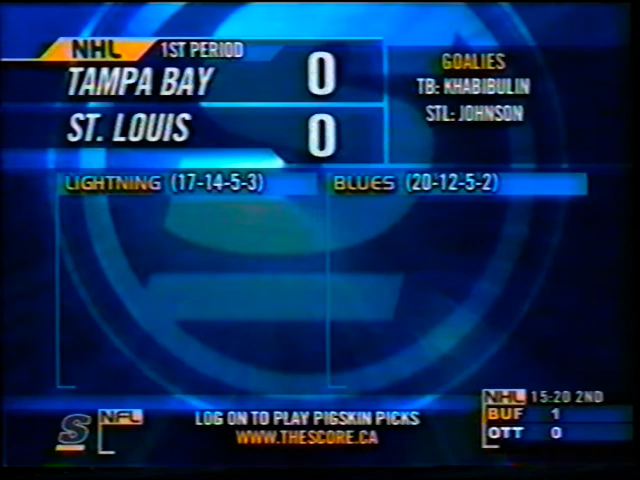 NHL 1ST PERIOD
TAMPA BAY 0
ST. LOUIS 0
GOALIES
TB: KHABIBULIN
STL: JOHNSON
LIGHTNING (17-14-5-3)
BLUES (20-12-5-2)
S NFL
LOG ON TO PLAY PIGSKIN PICKS
WWW.THESCORE.CA
NHL 15:20 2ND
BUF 1
OTT 0